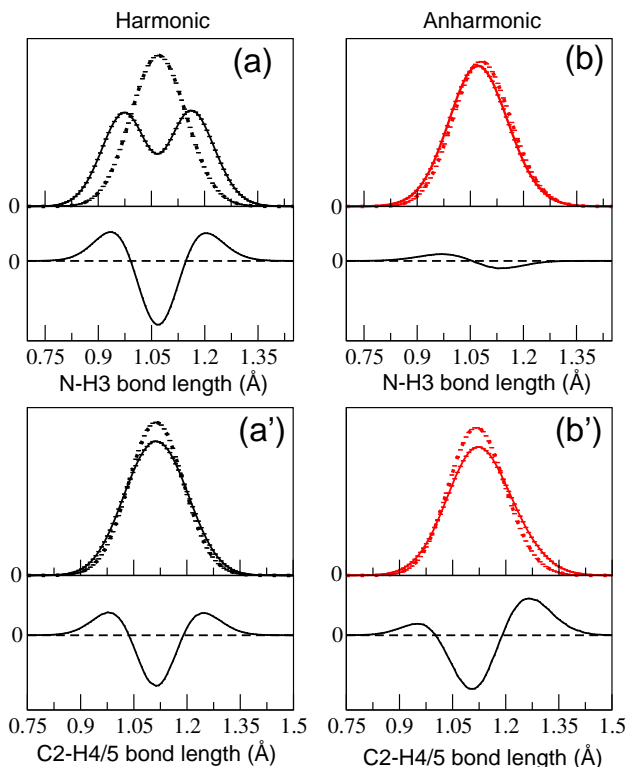 Harmonic
Anharmonic
(a)
(b)
0
0
0
0
0.75 0.9 1.05 1.2 1.35
0.75 0.9 1.05 1.2 1.35
N-H3 bond length (Å)
N-H3 bond length (Å)
(a’)
(b’)
0
0
0
0
0.75 0.9 1.05 1.2 1.35 1.5
0.75 0.9 1.05 1.2 1.35 1.5
C2-H4/5 bond length (Å)
C2-H4/5 bond length (Å)